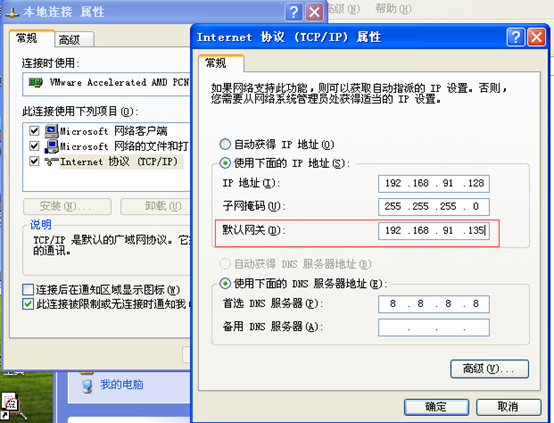 本地连接 属性
常规
高级
连接时使用:
VMware Accelerated AMD PCN
此连接使用下列项目(O):
Microsoft 网络客户端
Microsoft 网络的文件和打
Internet 协议 (TCP/IP)
安装(N)...
卸载(U)
说明
TCP/IP 是默认的广域网协议。它
的通讯。
连接后在通知区域显示图标(W)
此连接被限制或无连接时通知我
我的电脑
高级(N)
帮助(H)
Internet 协议 (TCP/IP) 属性
常规
如果网络支持此功能，则可以获取自动指派的 IP 设置。否则，
您需要从网络系统管理员处获得适当的 IP 设置。
自动获得 IP 地址(O)
使用下面的 IP 地址(S):
IP 地址(I): 192 .168 .91 .128
子网掩码(U): 255 .255 .255 . 0
默认网关(D): 192 .168 .91 .135
自动获得 DNS 服务器地址(B)
使用下面的 DNS 服务器地址(E):
首选 DNS 服务器(P): 8 . 8 . 8 . 8
备用 DNS 服务器(A): . . .
高级(V)...
确定
取消